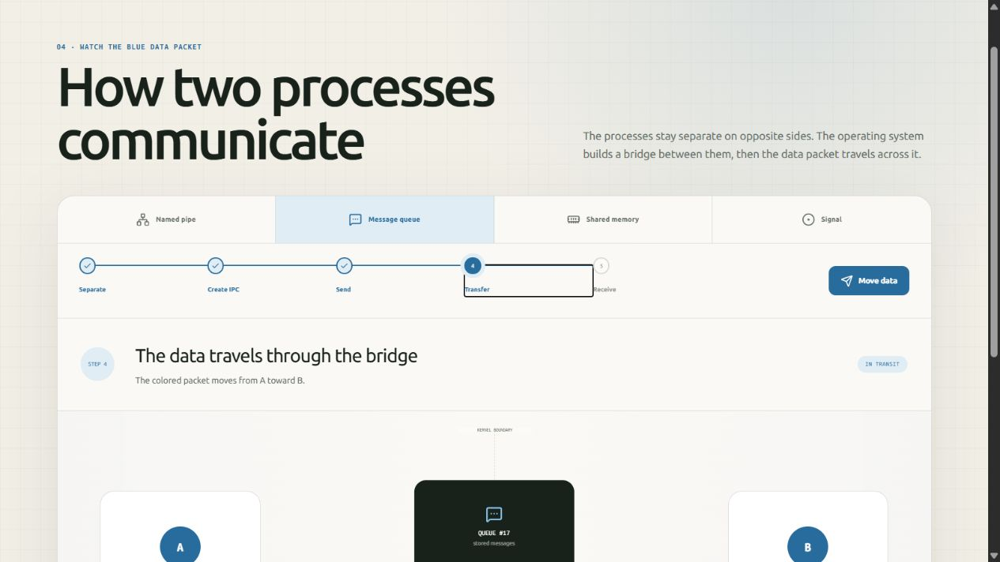 04 - WATCH THE BLUE DATA PACKET
How two processes
communicate
The processes stay separate on opposite sides. The operating system
builds a bridge between them, then the data packet travels across it.
Named pipe
Message queue
Shared memory
Signal
4
5
Separate
Create IPC
Send
Transfer
Receive
Move data
STEP 4
The data travels through the bridge
The colored packet moves from A toward B.
IN TRANSIT
KERNEL BOUNDARY
QUEUE #17
stored messages
A
B